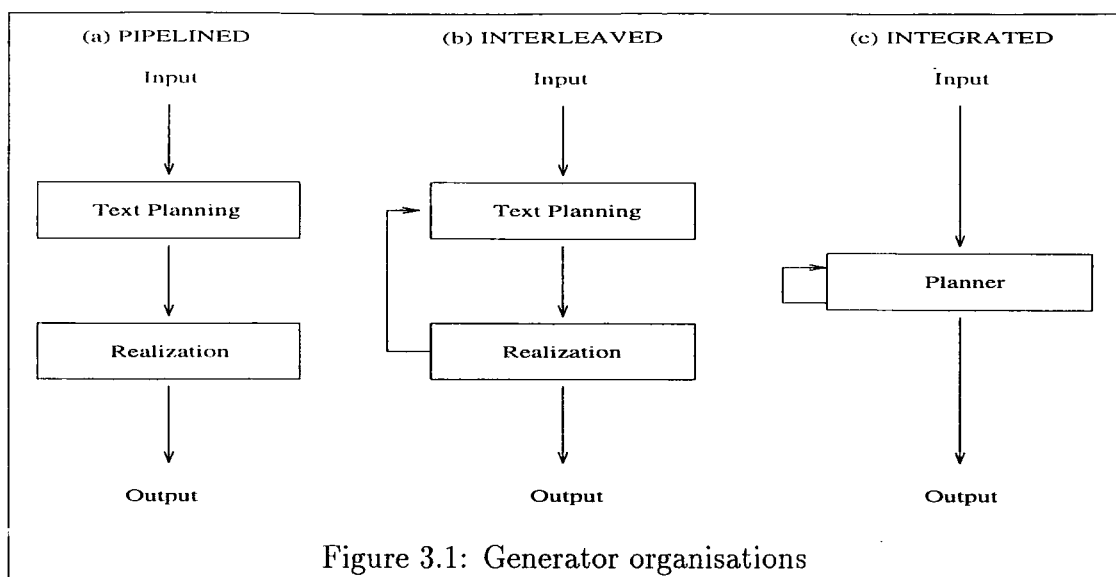 (a) PIPELINED
Input
Text Planning
Realization
Output
(b) INTERLEAVED
Input
Text Planning
Realization
Output
(c) INTEGRATED
Input
Planner
Output
Figure 3.1: Generator organisations